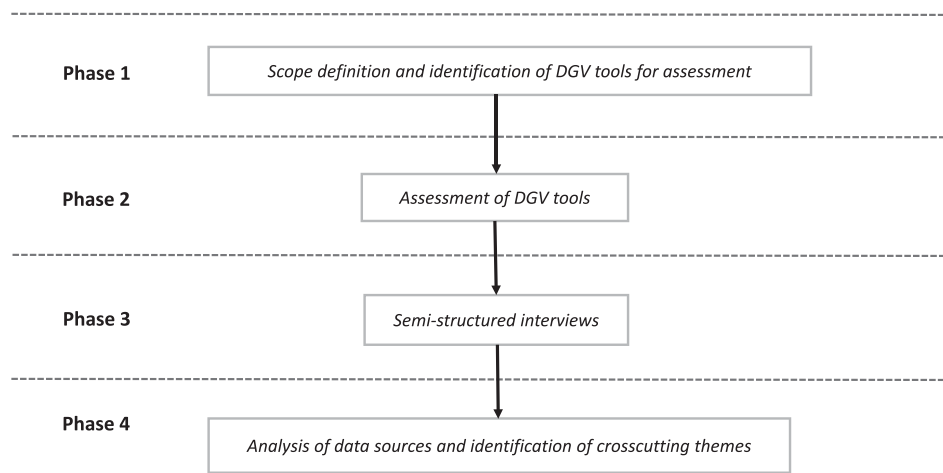 Phase 1
Scope definition and identification of DGV tools for assessment
Phase 2
Assessment of DGV tools
Phase 3
Semi-structured interviews
Phase 4
Analysis of data sources and identification of crosscutting themes